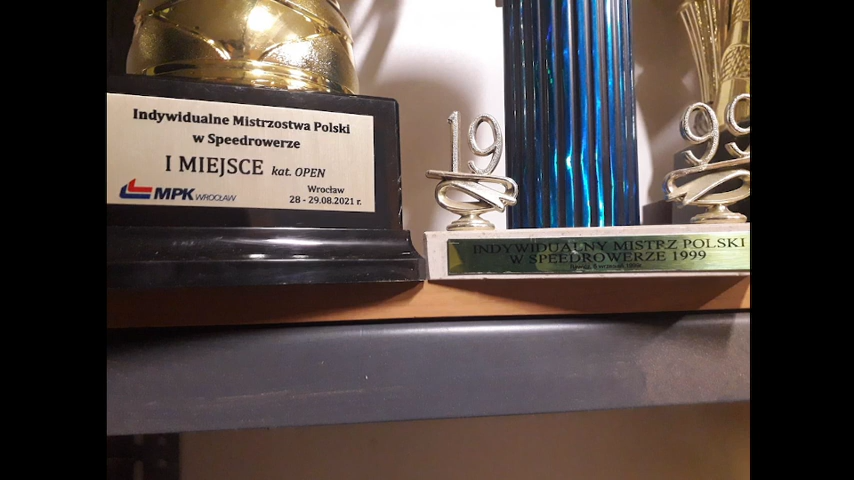 Indywidualne Mistrzostwa Polski
w Speedrowerze
I MIEJSCE kat. OPEN
MPK WROCŁAW
Wrocław
28 - 29.08.2021 r.
19
99
INDYWIDUALNY MISTRZ POLSKI
W SPEEDROWERZE 1999